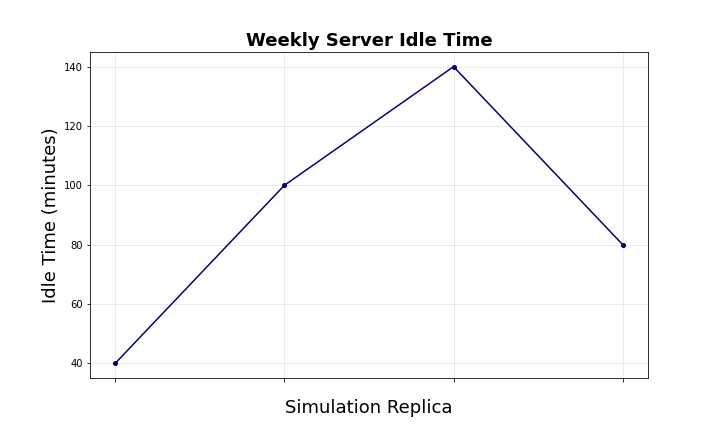 Weekly Server Idle Time
Idle Time (minutes)
140
120
100
80
60
40
Simulation Replica